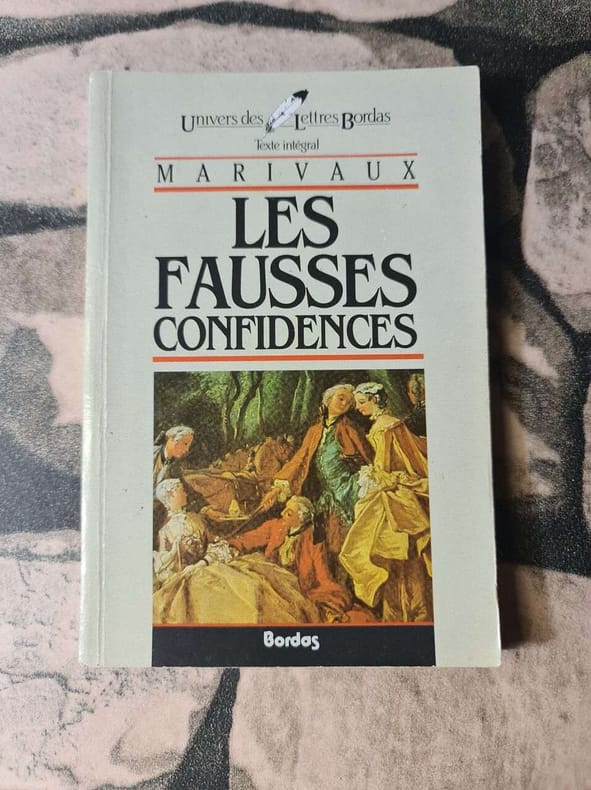 Univers des Lettres Bordas
Texte intégral
MARIVAUX
LES
FAUSSES
CONFIDENCES
Bordas